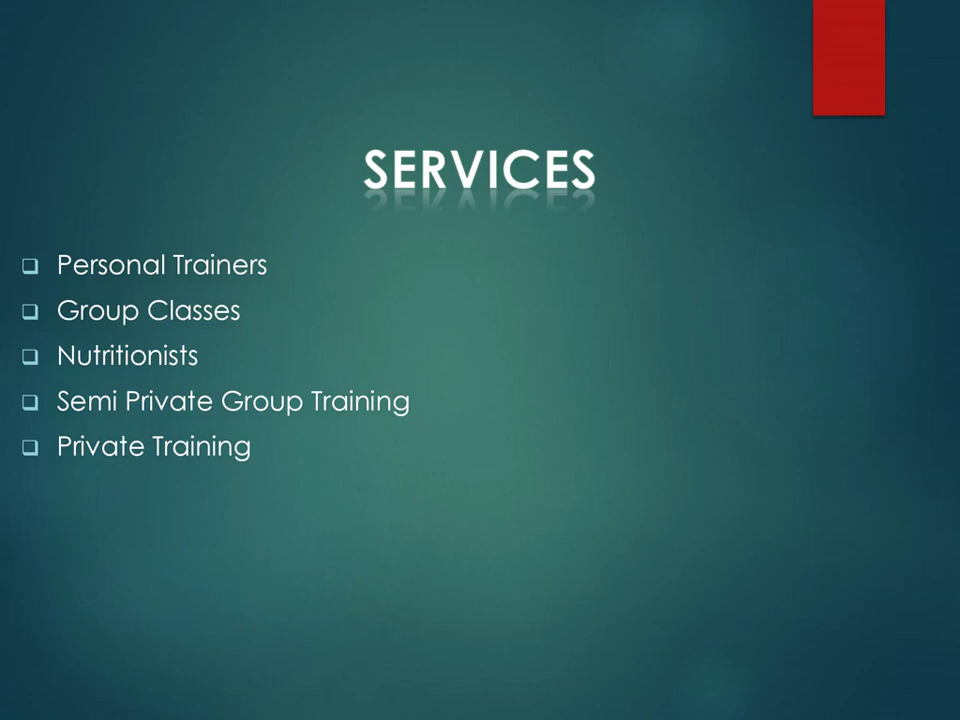 SERVICES
Personal Trainers
Group Classes
Nutritionists
Semi Private Group Training
Private Training